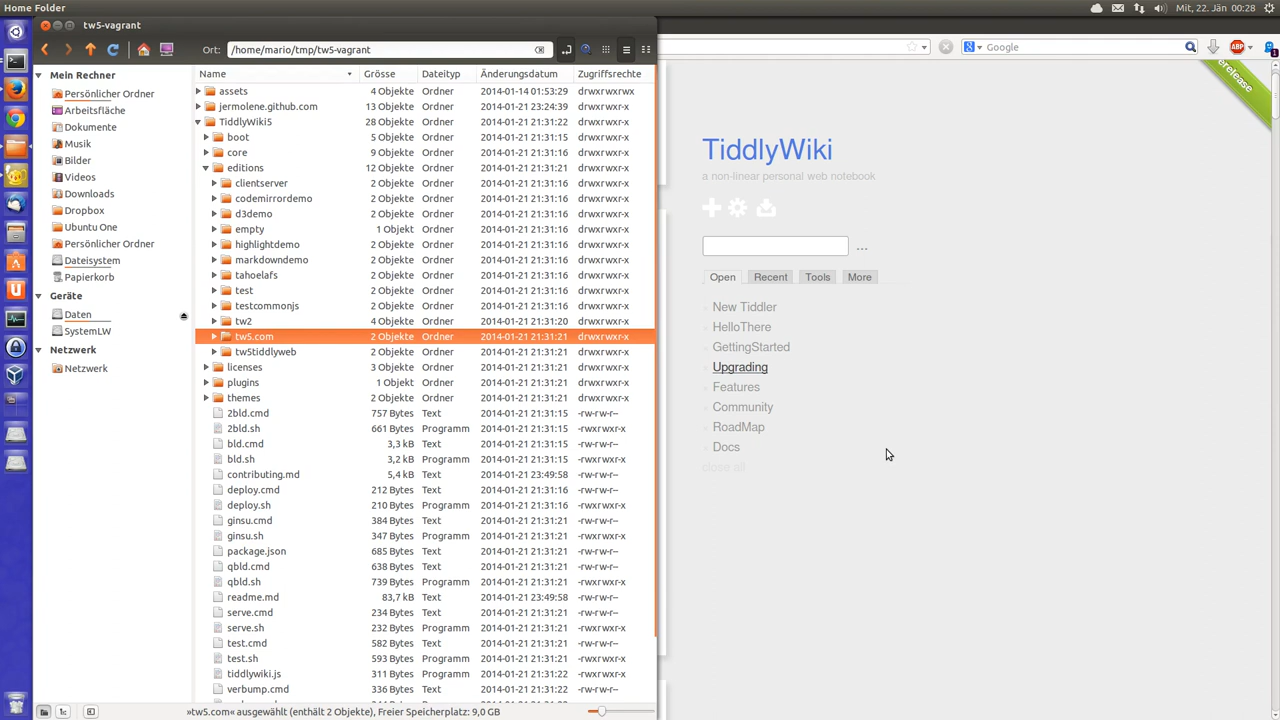 Home Folder
Mit, 22. Jän 00:28
tw5-vagrant
Ort: /home/mario/tmp/tw5-vagrant
Google
ABP
Mein Rechner
Persönlicher Ordner
Arbeitsfläche
Dokumente
Musik
Bilder
Videos
Downloads
Dropbox
Ubuntu One
Persönlicher Ordner
Dateisystem
Papierkorb
Geräte
Daten
SystemLW
Netzwerk
Netzwerk
Name Grösse Dateityp Änderungsdatum Zugriffsrechte
assets 4 Objekte Ordner 2014-01-14 01:53:29 drwxrwxrwx
jermolene.github.com 13 Objekte Ordner 2014-01-21 23:24:39 drwxrwxr-x
TiddlyWiki5 28 Objekte Ordner 2014-01-21 21:31:22 drwxrwxr-x
boot 5 Objekte Ordner 2014-01-21 21:31:15 drwxrwxr-x
core 9 Objekte Ordner 2014-01-21 21:31:16 drwxrwxr-x
editions 12 Objekte Ordner 2014-01-21 21:31:21 drwxrwxr-x
clientserver 2 Objekte Ordner 2014-01-21 21:31:16 drwxrwxr-x
codemirrordemo 2 Objekte Ordner 2014-01-21 21:31:16 drwxrwxr-x
d3demo 2 Objekte Ordner 2014-01-21 21:31:16 drwxrwxr-x
empty 1 Objekt Ordner 2014-01-21 21:31:16 drwxrwxr-x
highlightdemo 2 Objekte Ordner 2014-01-21 21:31:16 drwxrwxr-x
markdowndemo 2 Objekte Ordner 2014-01-21 21:31:16 drwxrwxr-x
tahoelafs 2 Objekte Ordner 2014-01-21 21:31:16 drwxrwxr-x
test 2 Objekte Ordner 2014-01-21 21:31:16 drwxrwxr-x
testcommonjs 2 Objekte Ordner 2014-01-21 21:31:16 drwxrwxr-x
tw2 4 Objekte Ordner 2014-01-21 21:31:20 drwxrwxr-x
tw5.com 2 Objekte Ordner 2014-01-21 21:31:21 drwxrwxr-x
tw5tiddlyweb 2 Objekte Ordner 2014-01-21 21:31:21 drwxrwxr-x
licenses 3 Objekte Ordner 2014-01-21 21:31:21 drwxrwxr-x
plugins 1 Objekt Ordner 2014-01-21 21:31:21 drwxrwxr-x
themes 2 Objekte Ordner 2014-01-21 21:31:21 drwxrwxr-x
2bld.cmd 757 Bytes Text 2014-01-21 21:31:15 -rw-rw-r--
2bld.sh 661 Bytes Programm 2014-01-21 21:31:15 -rwxrwxr-x
bld.cmd 3,3 kB Text 2014-01-21 21:31:15 -rw-rw-r--
bld.sh 3,2 kB Programm 2014-01-21 21:31:15 -rwxrwxr-x
contributing.md 5,4 kB Text 2014-01-21 23:49:58 -rw-rw-r--
deploy.cmd 212 Bytes Text 2014-01-21 21:31:16 -rw-rw-r--
deploy.sh 210 Bytes Programm 2014-01-21 21:31:16 -rwxrwxr-x
ginsu.cmd 384 Bytes Text 2014-01-21 21:31:21 -rw-rw-r--
ginsu.sh 436 Bytes Programm 2014-01-21 21:31:21 -rwxrwxr-x
package.json 685 Bytes Text 2014-01-21 21:31:21 -rw-rw-r--
qbld.cmd 638 Bytes Text 2014-01-21 21:31:21 -rw-rw-r--
qbld.sh 739 Bytes Programm 2014-01-21 21:31:21 -rwxrwxr-x
readme.md 83,7 kB Text 2014-01-21 23:49:58 -rw-rw-r--
serve.cmd 234 Bytes Text 2014-01-21 21:31:21 -rw-rw-r--
serve.sh 232 Bytes Programm 2014-01-21 21:31:21 -rwxrwxr-x
test.cmd 582 Bytes Text 2014-01-21 21:31:21 -rw-rw-r--
test.sh 593 Bytes Programm 2014-01-21 21:31:21 -rwxrwxr-x
tiddlywiki.js 311 Bytes Programm 2014-01-21 21:31:22 -rwxrwxr-x
verbump.cmd 336 Bytes Text 2014-01-21 21:31:22 -rw-rw-r--
»tw5.com« ausgewählt (enthält 2 Objekte), Freier Speicherplatz: 9,0 GB
TiddlyWiki
a non-linear personal web notebook
...
Open Recent Tools More
New Tiddler
HelloThere
GettingStarted
Upgrading
Features
Community
RoadMap
Docs
close all